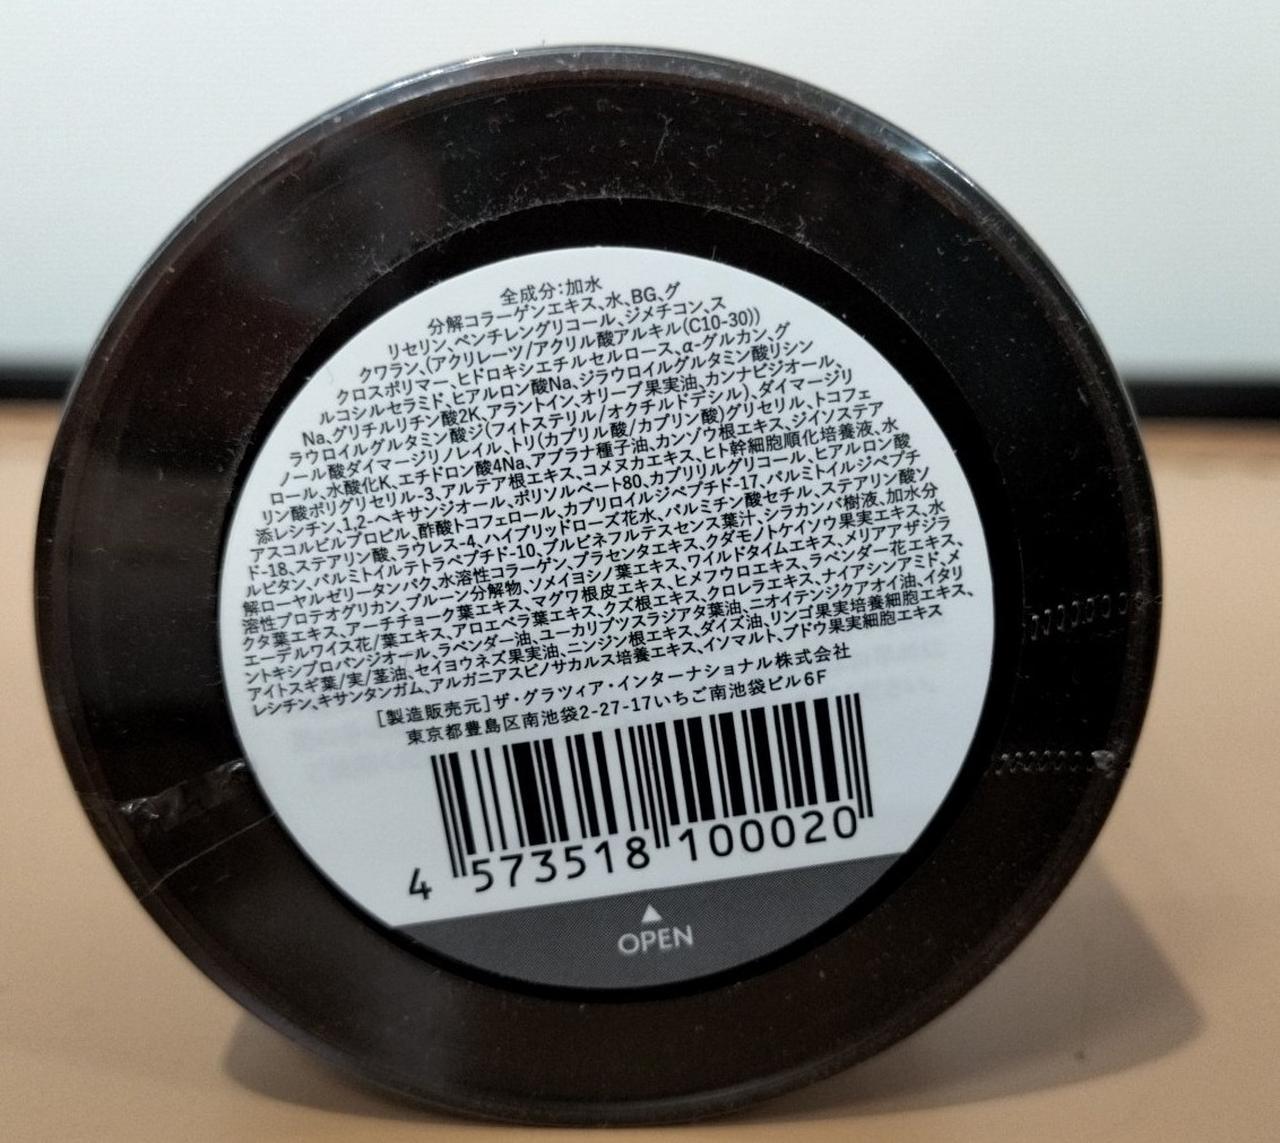 全成分:加水
分解コラーゲンエキス、水、BG、グ
リセリン、ペンチレングリコール、ジメチコン、ス
クワラン、(アクリレーツ/アクリル酸アルキル(C10-30))
クロスポリマー、ヒドロキシエチルセルロース、α-グルカン、グ
ルコシルセラミド、ヒアルロン酸Na、ジラウロイルグルタミン酸リシン
Na、グリチルリチン酸2K、アラントイン、オリーブ果実油、カンナビジオール、
ラウロイルグルタミン酸ジ(フィトステリル/オクチルドデシル)、ダイマージリ
ノール酸ダイマージリノレイル、トリ(カプリル酸/カプリン酸)グリセリル、トコフェ
ロール、水酸化K、エチドロン酸4Na、アブラナ種子油、カンゾウ根エキス、ジイソステア
リン酸ポリグリセリル-3、アルテア根エキス、コメヌカエキス、ヒト幹細胞順化培養液、水
添レシチン、1,2-ヘキサンジオール、ポリソルベート80、カプリリルグリコール、ヒアルロン酸
アスコルビルプロピル、酢酸トコフェロール、カプロイルジペプチド-17、パルミトイルジペプチ
ド-18、ステアリン酸、ラウレス-4、ハイブリッドローズ花水、パルミチン酸セチル、ステアリン酸ソ
ルビタン、パルミトイルテトラペプチド-10、ブルビネフルテスセンス葉汁、シラカンバ樹液、加水分
解ローヤルゼリータンパク、水溶性コラーゲン、プラセンタエキス、クダモノトケイソウ果実エキス、水
溶性プロテオグリカン、プルーン分解物、ソメイヨシノ葉エキス、ワイルドタイムエキス、メリアアザジラ
クタ葉エキス、アーチチョーク葉エキス、マグワ根皮エキス、ヒメフウロエキス、ラベンダー花エキス、
エーデルワイス花/葉エキス、アロエベラ葉エキス、クズ根エキス、クロレラエキス、ナイアシンアミド、メ
ントキシプロパンジオール、ラベンダー油、ユーカリプツスラジアタ葉油、ニオイテンジクアオイ油、イタリ
アイトスギ葉/実/茎油、セイヨウネズ果実油、ニンジン根エキス、ダイズ油、リンゴ果実培養細胞エキス、
レシチン、キサンタンガム、アルガニアスピノサカルス培養エキス、イソマルト、ブドウ果実細胞エキス
[製造販売元]ザ・グラツィア・インターナショナル株式会社
東京都豊島区南池袋2-27-17いちご南池袋ビル6F
4 573518 100020
OPEN